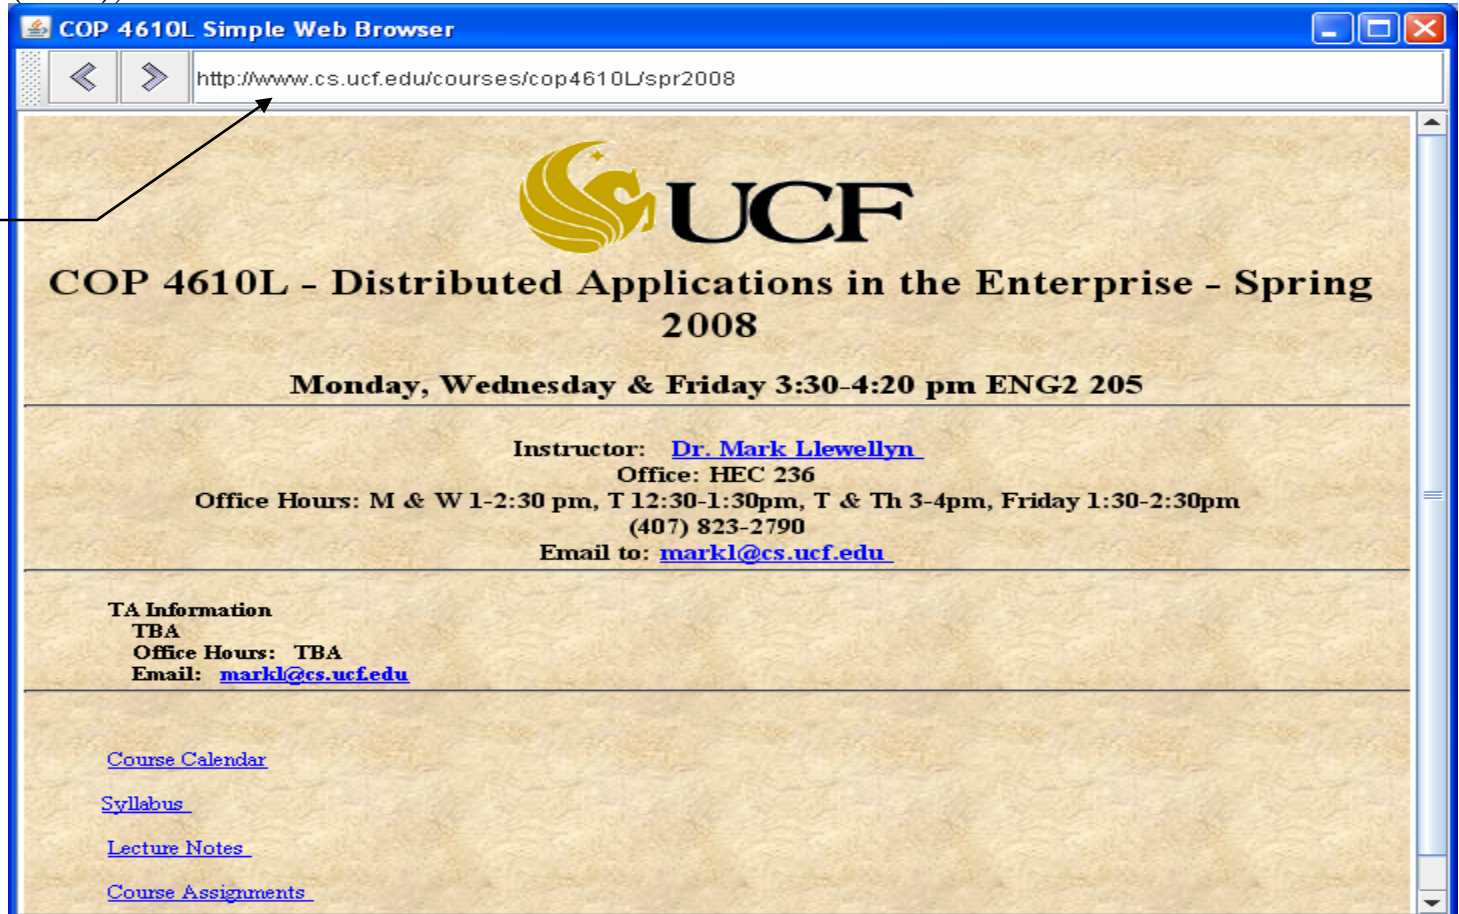 COP 4610L Simple Web Browser
http://www.cs.ucf.edu/courses/cop4610L/spr2008
UCF
COP 4610L - Distributed Applications in the Enterprise - Spring
2008
Monday, Wednesday & Friday 3:30-4:20 pm ENG2 205
Instructor: Dr. Mark Llewellyn
Office: HEC 236
Office Hours: M & W 1-2:30 pm, T 12:30-1:30pm, T & Th 3-4pm, Friday 1:30-2:30pm
(407) 823-2790
Email to: markl@cs.ucf.edu
TA Information
TBA
Office Hours: TBA
Email: markl@cs.ucf.edu
Course Calendar
Syllabus
Lecture Notes
Course Assignments